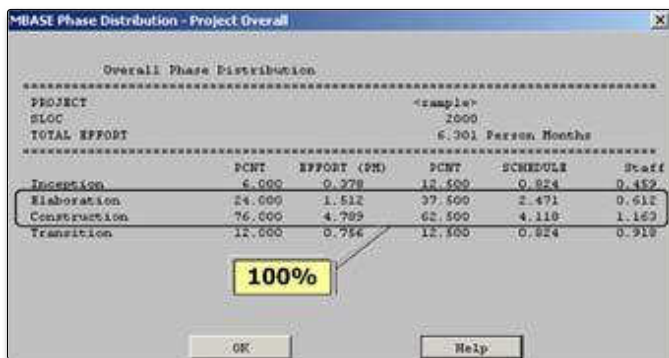 MBASE Phase Distribution - Project Overall
Overall Phase Distribution
PROJECT <sample>
SLOC 2000
TOTAL EFFORT 6.301 Person Months
PCNT EFFORT (PM) PCNT SCHEDULE Staff
Inception 6.000 0.378 12.500 0.824 0.459
Elaboration 24.000 1.512 37.500 2.471 0.612
Construction 76.000 4.789 62.500 4.118 1.163
Transition 12.000 0.756 12.500 0.824 0.918
100%
OK Help